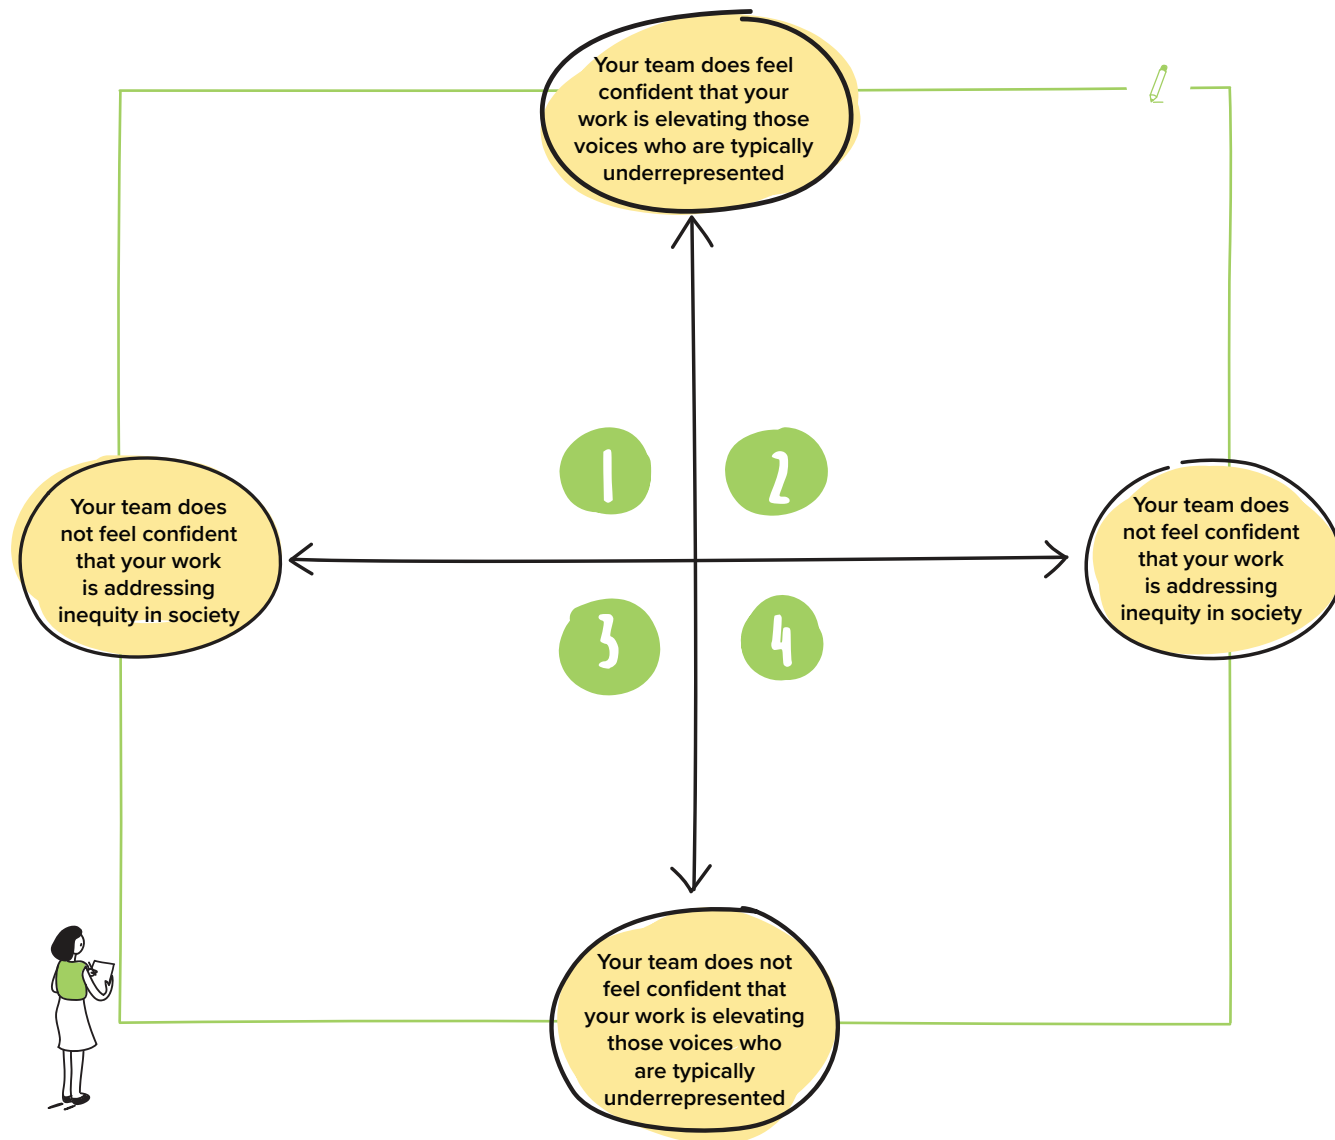 Your team does feel
confident that your
work is elevating those
voices who are typically
underrepresented
1
2
Your team does
not feel confident
that your work
is addressing
inequity in society
Your team does
not feel confident
that your work
is addressing
inequity in society
3
4
Your team does not
feel confident that
your work is elevating
those voices who
are typically
underrepresented